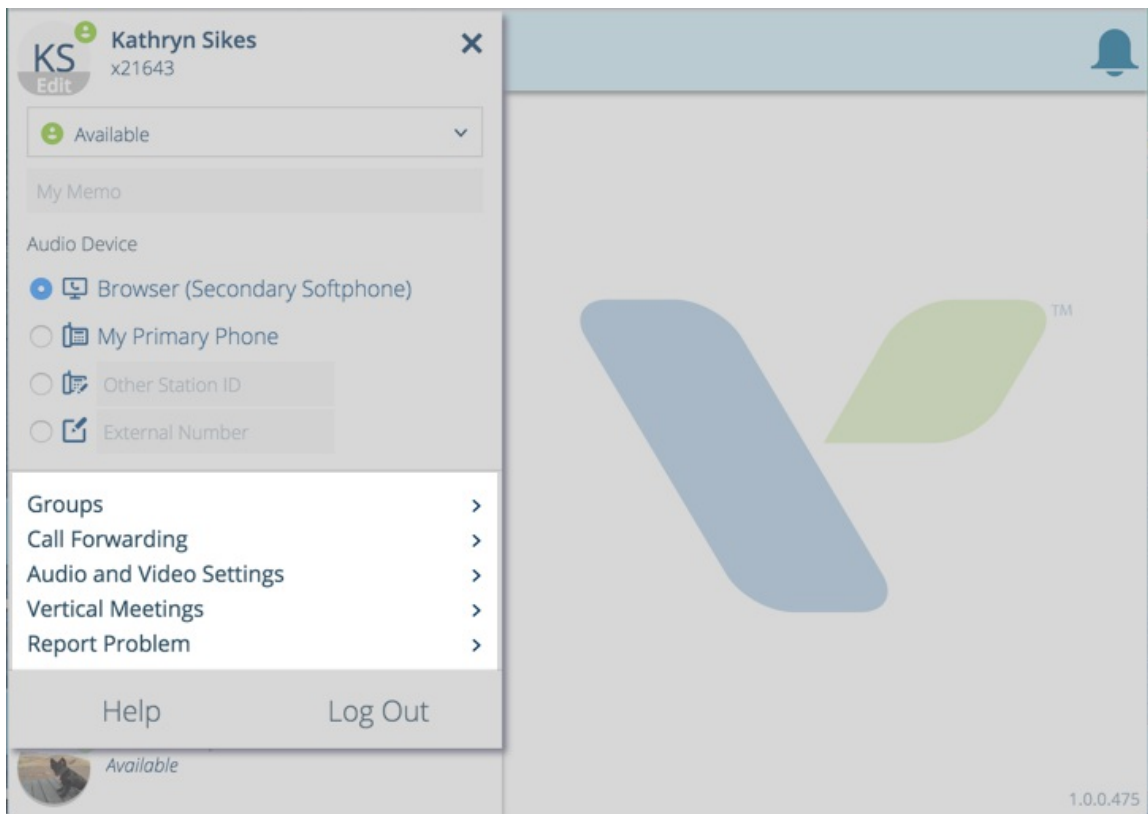 KS
Edit
Kathryn Sikes
x21643
Available
My Memo
Audio Device
Browser (Secondary Softphone)
My Primary Phone
Other Station ID
External Number
Groups
Call Forwarding
Audio and Video Settings
Vertical Meetings
Report Problem
Help Log Out
Available
TM
1.0.0.475